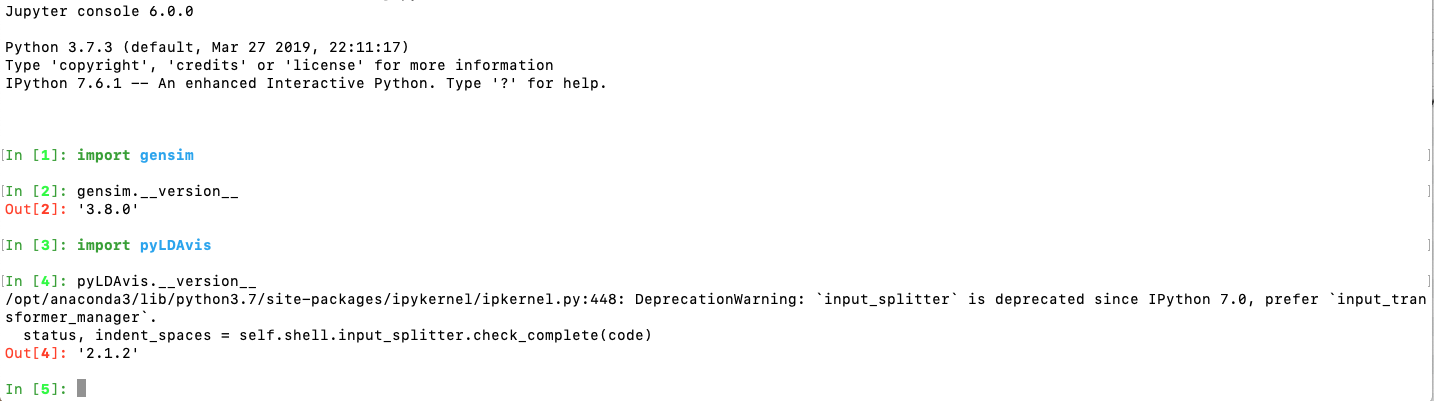 Jupyter console 6.0.0
Python 3.7.3 (default, Mar 27 2019, 22:11:17)
Type 'copyright', 'credits' or 'license' for more information
IPython 7.6.1 -- An enhanced Interactive Python. Type '?' for help.
[In [1]: import gensim ]
[In [2]: gensim.__version__ ]
Out[2]: '3.8.0'
[In [3]: import pyLDAvis ]
[In [4]: pyLDAvis.__version__ ]
/opt/anaconda3/lib/python3.7/site-packages/ipykernel/ipkernel.py:448: DeprecationWarning: `input_splitter` is deprecated since IPython 7.0, prefer `input_tran
sformer_manager`.
  status, indent_spaces = self.shell.input_splitter.check_complete(code)
Out[4]: '2.1.2'
In [5]: